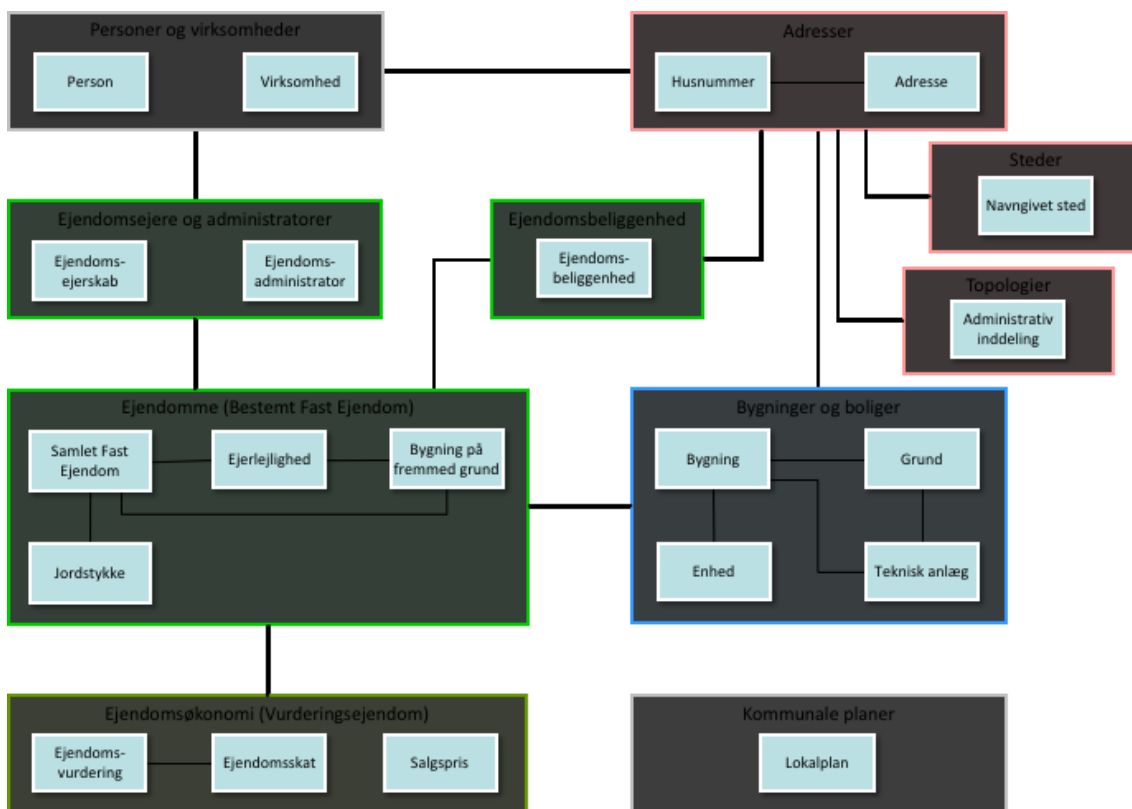 Personer og virksomheder
Person
Virksomhed
Adresser
Husnummer
Adresse
Steder
Navngivet sted
Ejendomsejere og administratorer
Ejendoms-
ejerskab
Ejendoms-
administrator
Ejendomsbeliggenhed
Ejendoms-
beliggenhed
Topologier
Administrativ
inddeling
Ejendomme (Bestemt Fast Ejendom)
Samlet Fast
Ejendom
Ejerlejlighed
Bygning på
fremmed grund
Jordstykke
Bygninger og boliger
Bygning
Grund
Enhed
Teknisk anlæg
Ejendomsøkonomi (Vurderingsejendom)
Ejendoms-
vurdering
Ejendomsskat
Salgspris
Kommunale planer
Lokalplan